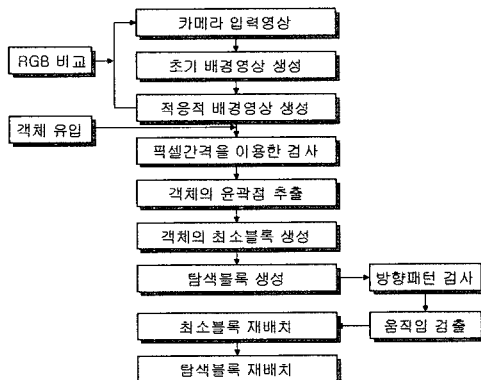 카메라 입력영상
RGB 비교
초기 배경영상 생성
적응적 배경영상 생성
객체 유입
픽셀간격을 이용한 검사
객체의 윤곽점 추출
객체의 최소블록 생성
탐색블록 생성
방향패턴 검사
최소블록 재배치
움직임 검출
탐색블록 재배치